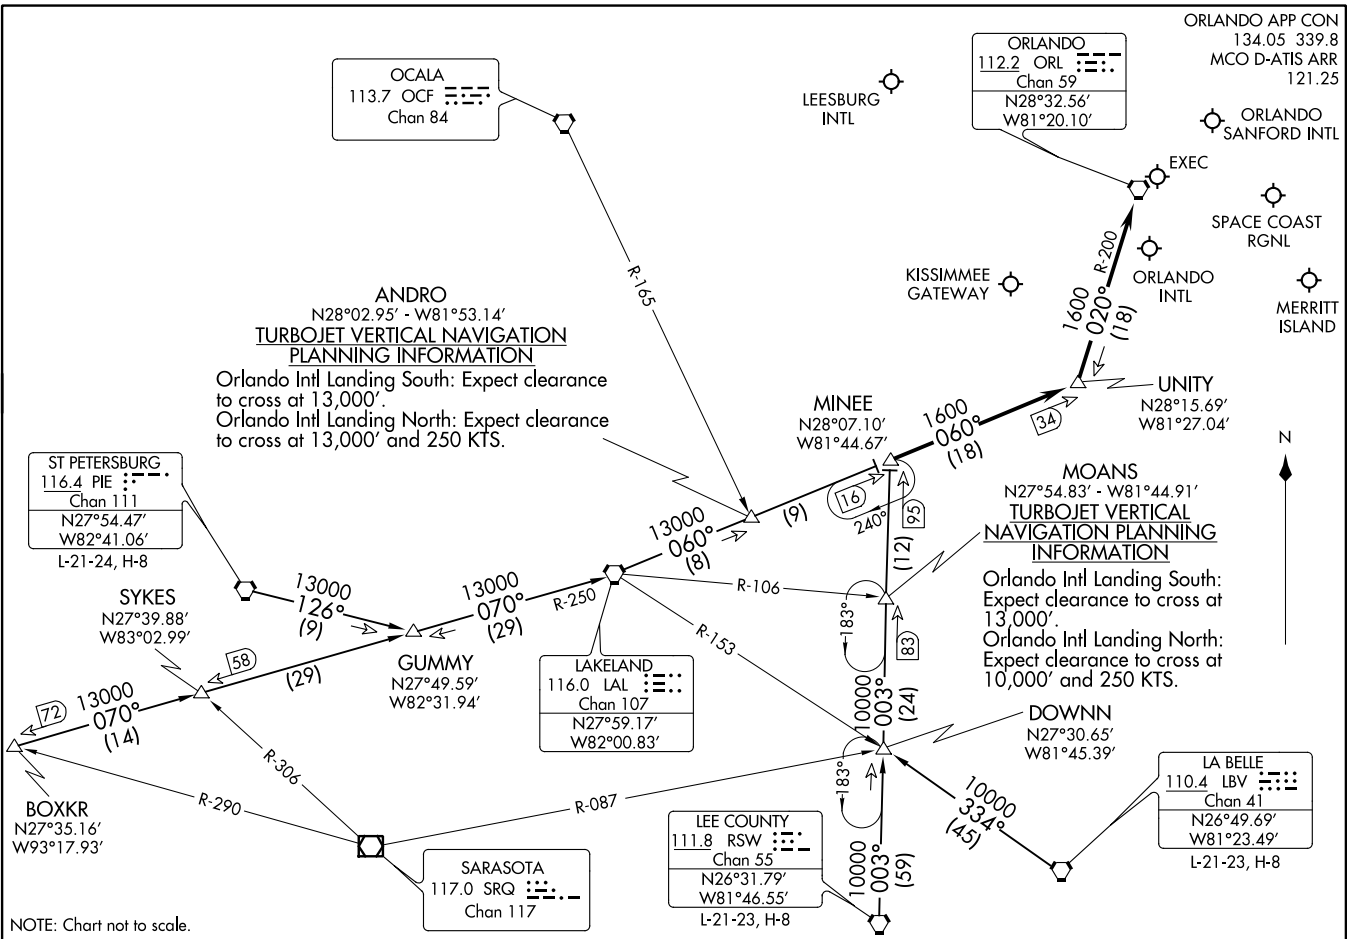 ORLANDO APP CON
134.05 339.8
MCO D-ATIS ARR
121.25
ORLANDO
112.2 ORL
Chan 59
N28°32.56′
W81°20.10′
OCALA
113.7 OCF
Chan 84
LEESBURG
INTL
ORLANDO
SANFORD INTL
EXEC
SPACE COAST
RGNL
R-200
ORLANDO
INTL
KISSIMMEE
GATEWAY
MERRITT
ISLAND
1600
020°
(18)
R-165
ANDRO
N28°02.95′ - W81°53.14′
TURBOJET VERTICAL NAVIGATION
PLANNING INFORMATION
Orlando Intl Landing South: Expect clearance
to cross at 13,000′.
Orlando Intl Landing North: Expect clearance
to cross at 13,000′ and 250 KTS.
MINEE
N28°07.10′
W81°44.67′
1600
060°
(18)
34
UNITY
N28°15.69′
W81°27.04′
N
ST PETERSBURG
116.4 PIE
Chan 111
N27°54.47′
W82°41.06′
L-21-24, H-8
16
240°
95
(9)
(12)
13000
060°
(8)
MOANS
N27°54.83′ - W81°44.91′
TURBOJET VERTICAL
NAVIGATION PLANNING
INFORMATION
Orlando Intl Landing South:
Expect clearance to cross at
13,000′.
Orlando Intl Landing North:
Expect clearance to cross at
10,000′ and 250 KTS.
SYKES
N27°39.88′
W83°02.99′
13000
126°
(9)
13000
070°
(29)
R-250
R-106
183°
83
R-153
58
(29)
GUMMY
N27°49.59′
W82°31.94′
LAKELAND
116.0 LAL
Chan 107
N27°59.17′
W82°00.83′
72
13000
070°
(14)
10000
003°
(24)
DOWNN
N27°30.65′
W81°45.39′
R-306
183°
BOXKR
N27°35.16′
W93°17.93′
R-290
R-087
10000
334°
(45)
LA BELLE
110.4 LBV
Chan 41
N26°49.69′
W81°23.49′
L-21-23, H-8
LEE COUNTY
111.8 RSW
Chan 55
N26°31.79′
W81°46.55′
L-21-23, H-8
10000
003°
(59)
SARASOTA
117.0 SRQ
Chan 117
NOTE: Chart not to scale.